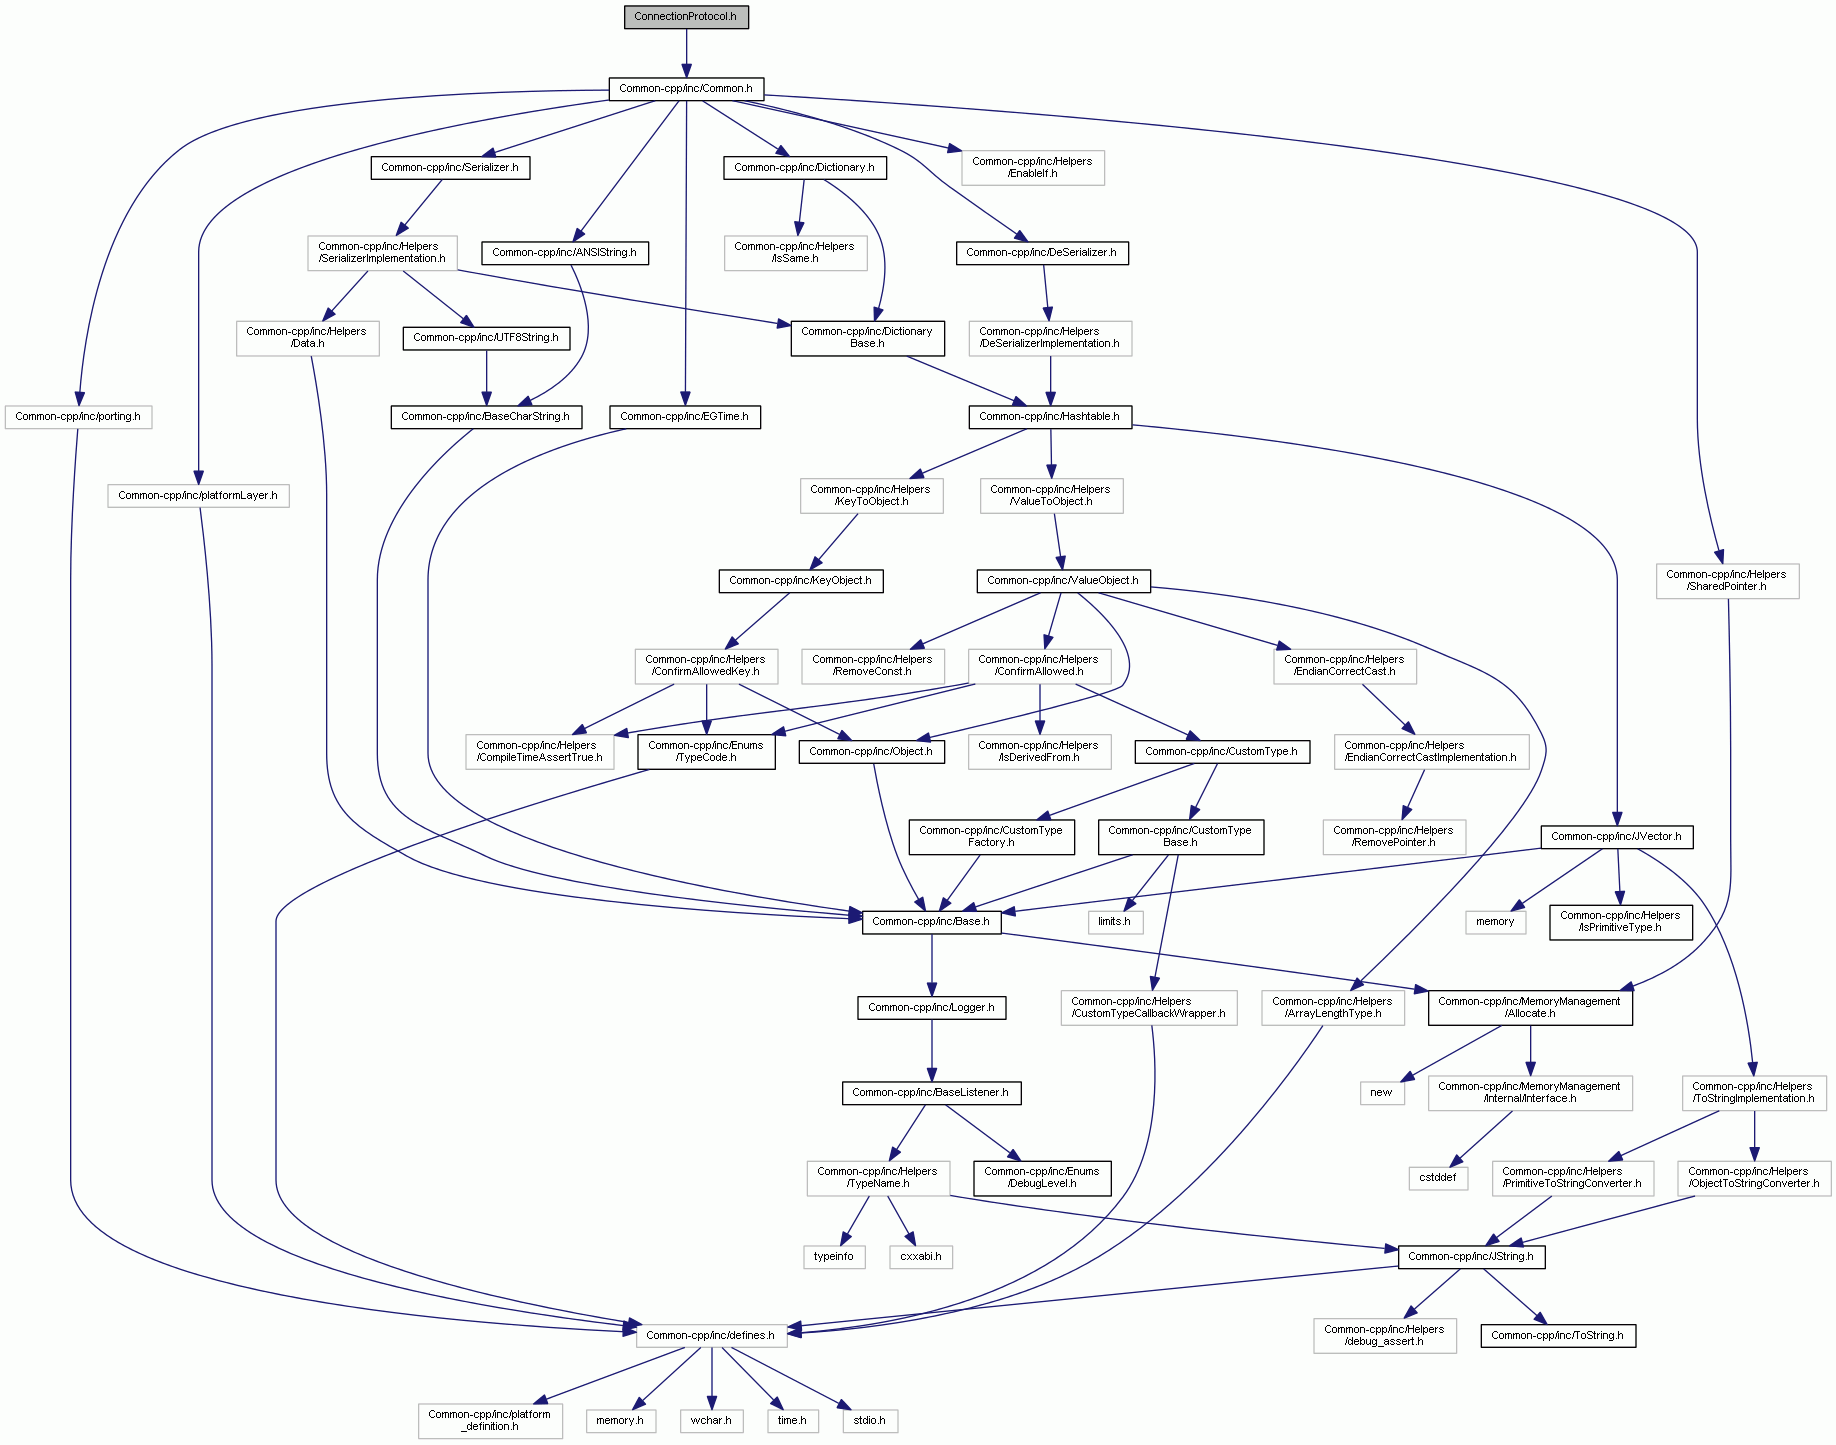 ConnectionProtocol.h
Common-cpp/inc/Common.h
Common-cpp/inc/Serializer.h
Common-cpp/inc/Dictionary.h
Common-cpp/inc/Helpers
/EnableIf.h
Common-cpp/inc/Helpers
/SerializerImplementation.h
Common-cpp/inc/ANSIString.h
Common-cpp/inc/Helpers
/IsSame.h
Common-cpp/inc/DeSerializer.h
Common-cpp/inc/Helpers
/Data.h
Common-cpp/inc/UTF8String.h
Common-cpp/inc/Dictionary
Base.h
Common-cpp/inc/Helpers
/DeSerializerImplementation.h
Common-cpp/inc/porting.h
Common-cpp/inc/BaseCharString.h
Common-cpp/inc/EGTime.h
Common-cpp/inc/Hashtable.h
Common-cpp/inc/platformLayer.h
Common-cpp/inc/Helpers
/KeyToObject.h
Common-cpp/inc/Helpers
/ValueToObject.h
Common-cpp/inc/KeyObject.h
Common-cpp/inc/ValueObject.h
Common-cpp/inc/Helpers
/SharedPointer.h
Common-cpp/inc/Helpers
/ConfirmAllowedKey.h
Common-cpp/inc/Helpers
/RemoveConst.h
Common-cpp/inc/Helpers
/ConfirmAllowed.h
Common-cpp/inc/Helpers
/EndianCorrectCast.h
Common-cpp/inc/Helpers
/CompileTimeAssertTrue.h
Common-cpp/inc/Enums
/TypeCode.h
Common-cpp/inc/Object.h
Common-cpp/inc/Helpers
/IsDerivedFrom.h
Common-cpp/inc/CustomType.h
Common-cpp/inc/Helpers
/EndianCorrectCastImplementation.h
Common-cpp/inc/CustomType
Factory.h
Common-cpp/inc/CustomType
Base.h
Common-cpp/inc/Helpers
/RemovePointer.h
Common-cpp/inc/JVector.h
Common-cpp/inc/Base.h
limits.h
memory
Common-cpp/inc/Helpers
/IsPrimitiveType.h
Common-cpp/inc/Logger.h
Common-cpp/inc/Helpers
/CustomTypeCallbackWrapper.h
Common-cpp/inc/Helpers
/ArrayLengthType.h
Common-cpp/inc/MemoryManagement
/Allocate.h
Common-cpp/inc/BaseListener.h
new
Common-cpp/inc/MemoryManagement
/Internal/Interface.h
Common-cpp/inc/Helpers
/ToStringImplementation.h
Common-cpp/inc/Helpers
/TypeName.h
Common-cpp/inc/Enums
/DebugLevel.h
cstddef
Common-cpp/inc/Helpers
/PrimitiveToStringConverter.h
Common-cpp/inc/Helpers
/ObjectToStringConverter.h
typeinfo
cxxabi.h
Common-cpp/inc/JString.h
Common-cpp/inc/defines.h
Common-cpp/inc/Helpers
/debug_assert.h
Common-cpp/inc/ToString.h
Common-cpp/inc/platform
_definition.h
memory.h
wchar.h
time.h
stdio.h